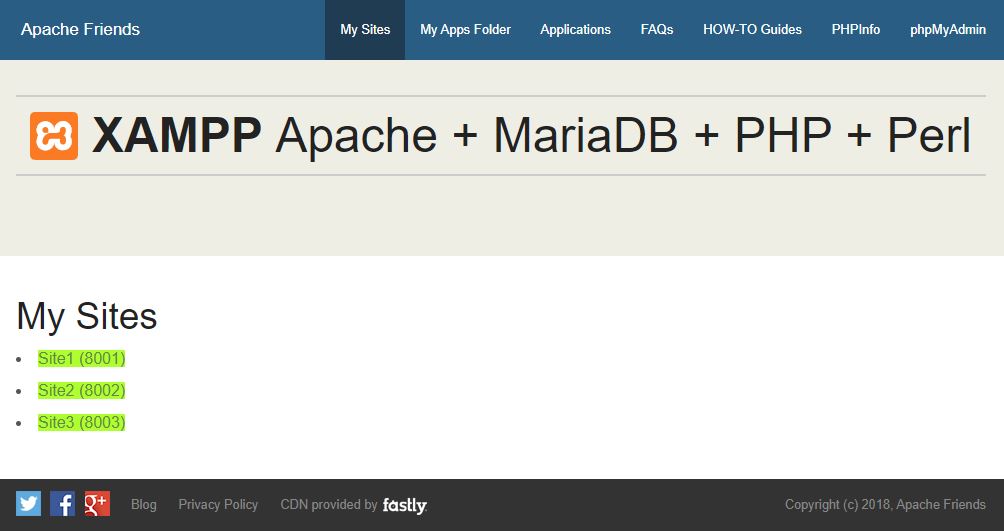 Apache Friends My Sites My Apps Folder Applications FAQs HOW-TO Guides PHPInfo phpMyAdmin
XAMPP Apache + MariaDB + PHP + Perl
My Sites
Site1 (8001)
Site2 (8002)
Site3 (8003)
Blog Privacy Policy CDN provided by fastly Copyright (c) 2018, Apache Friends